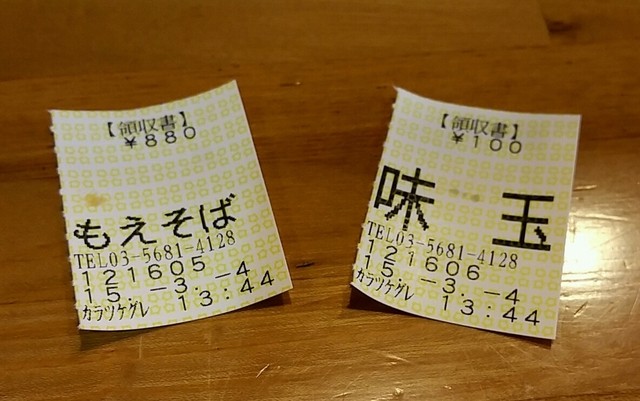 【領収書】
¥880
もえそば
TEL03-5681-4128
121605
15.-3.-4
カラツケグレ 13:44
【領収書】
¥100
味 玉
TEL03-5681-4128
121606
15.-3.-4
カラツケグレ 13:44